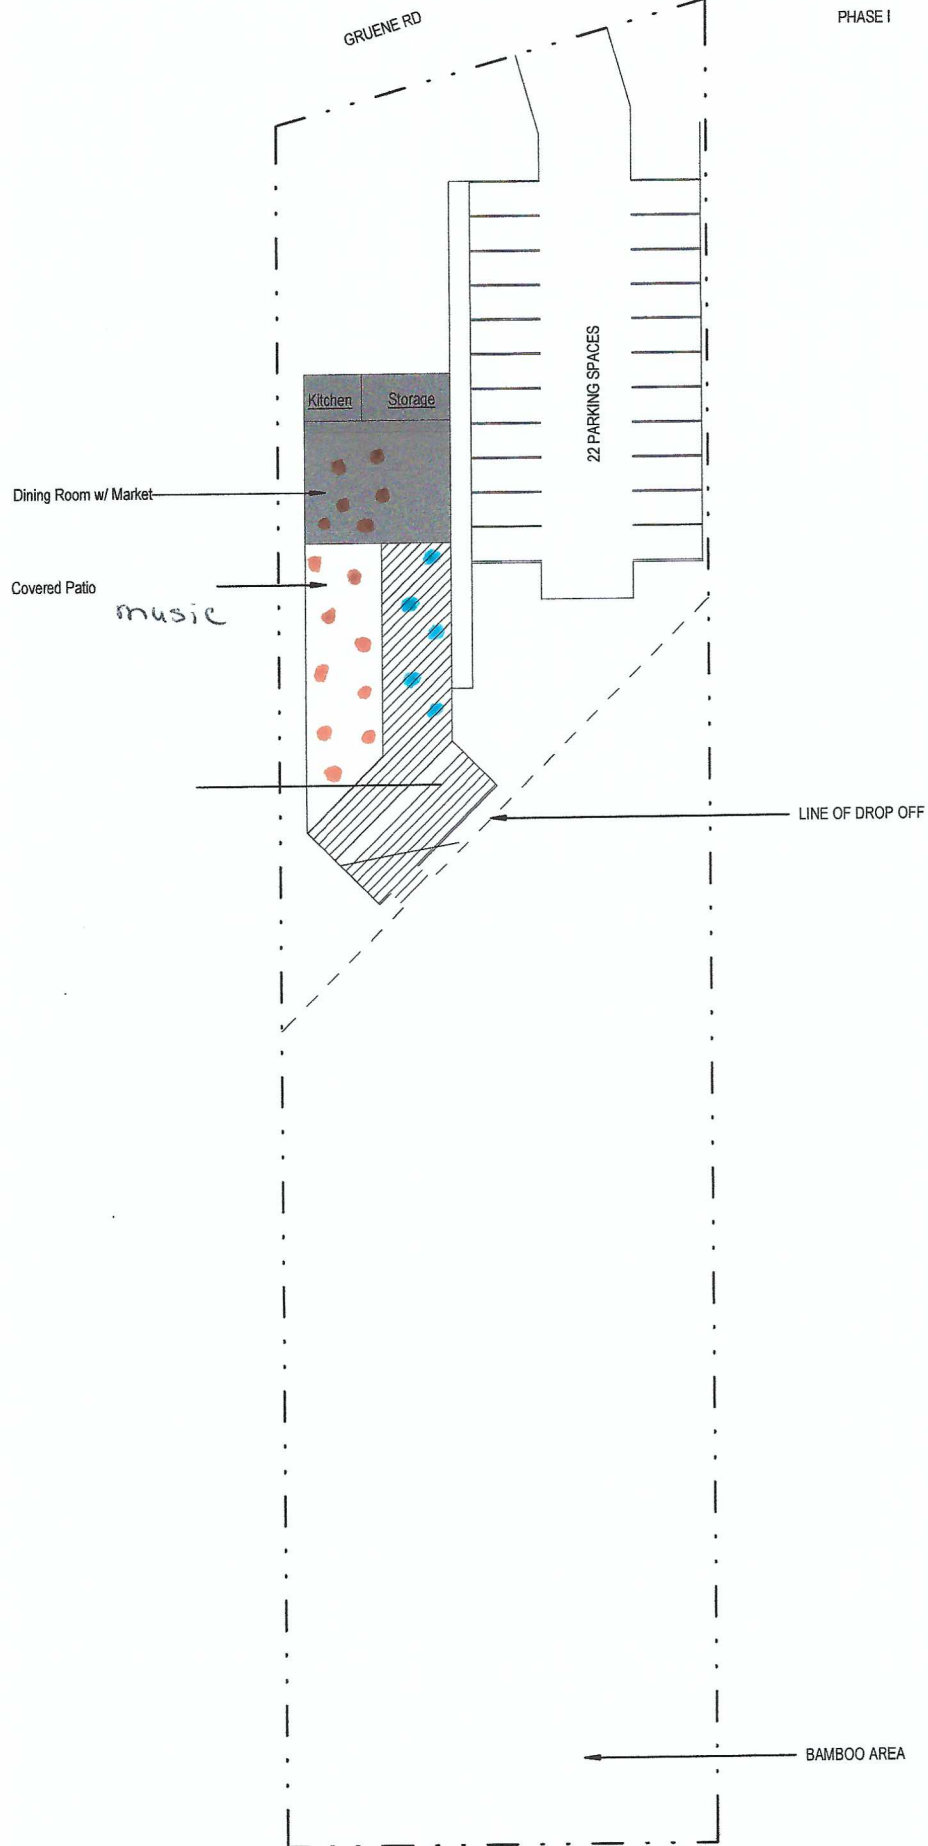 GRUENE RD
PHASE I
22 PARKING SPACES
Kitchen
Storage
Dining Room w/ Market
Covered Patio
music
LINE OF DROP OFF
BAMBOO AREA